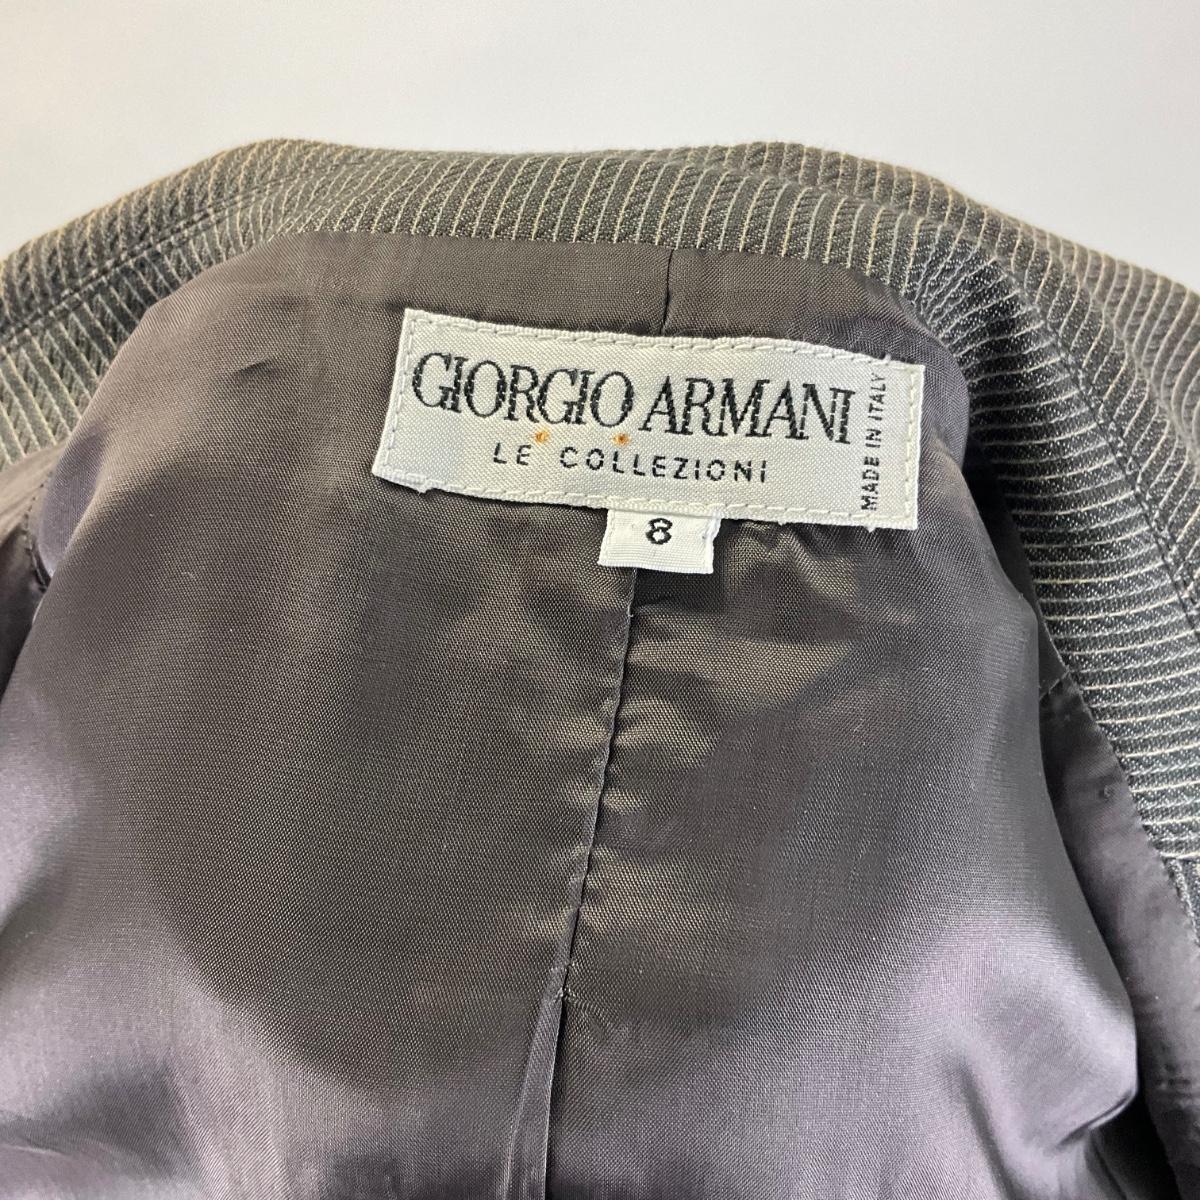 GIORGIO ARMANI
LE COLLEZIONI
MADE IN ITALY
8